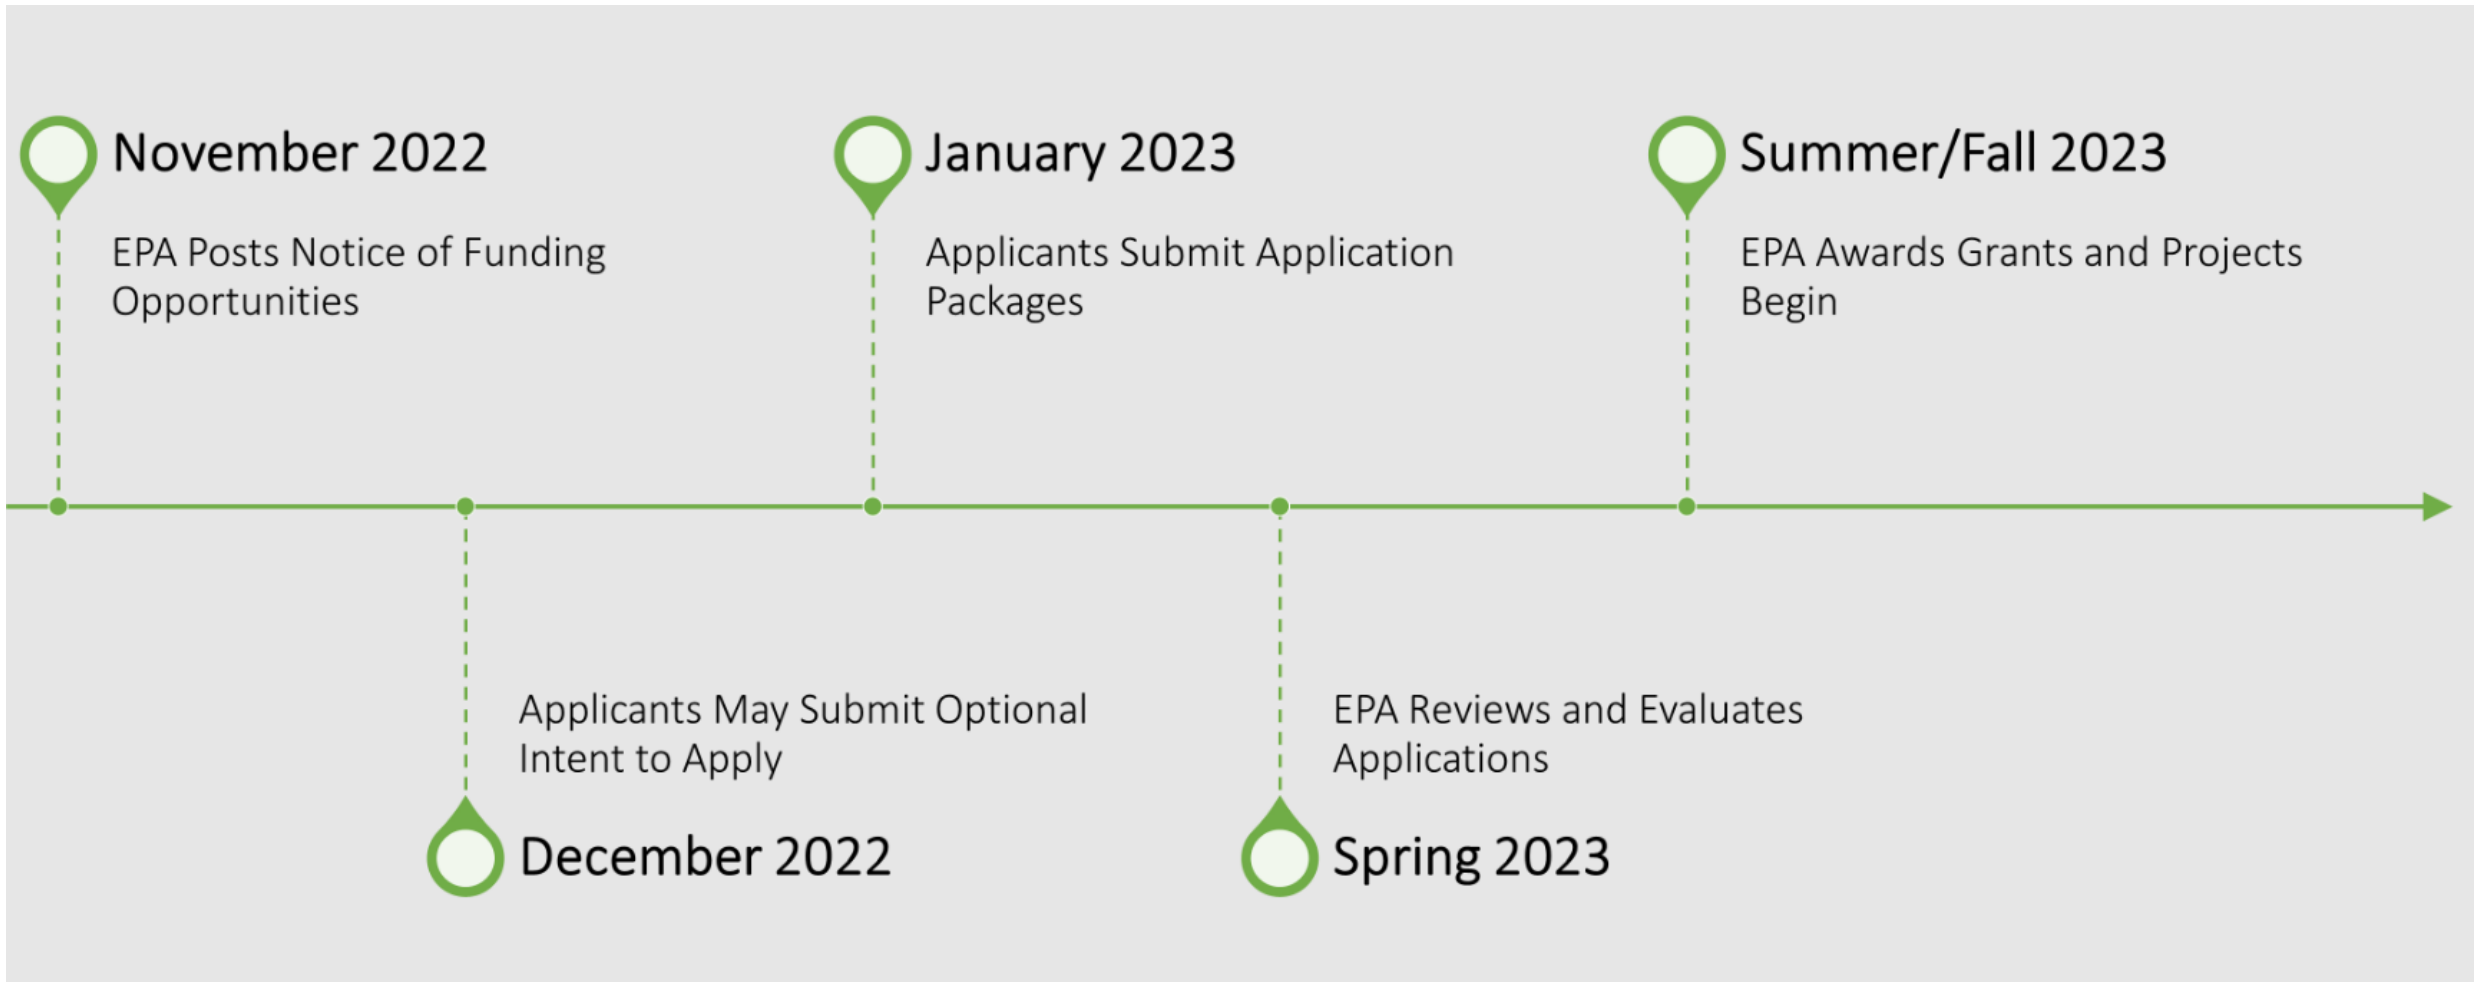 November 2022
EPA Posts Notice of Funding
Opportunities
Applicants May Submit Optional
Intent to Apply
December 2022
January 2023
Applicants Submit Application
Packages
EPA Reviews and Evaluates
Applications
Spring 2023
Summer/Fall 2023
EPA Awards Grants and Projects
Begin